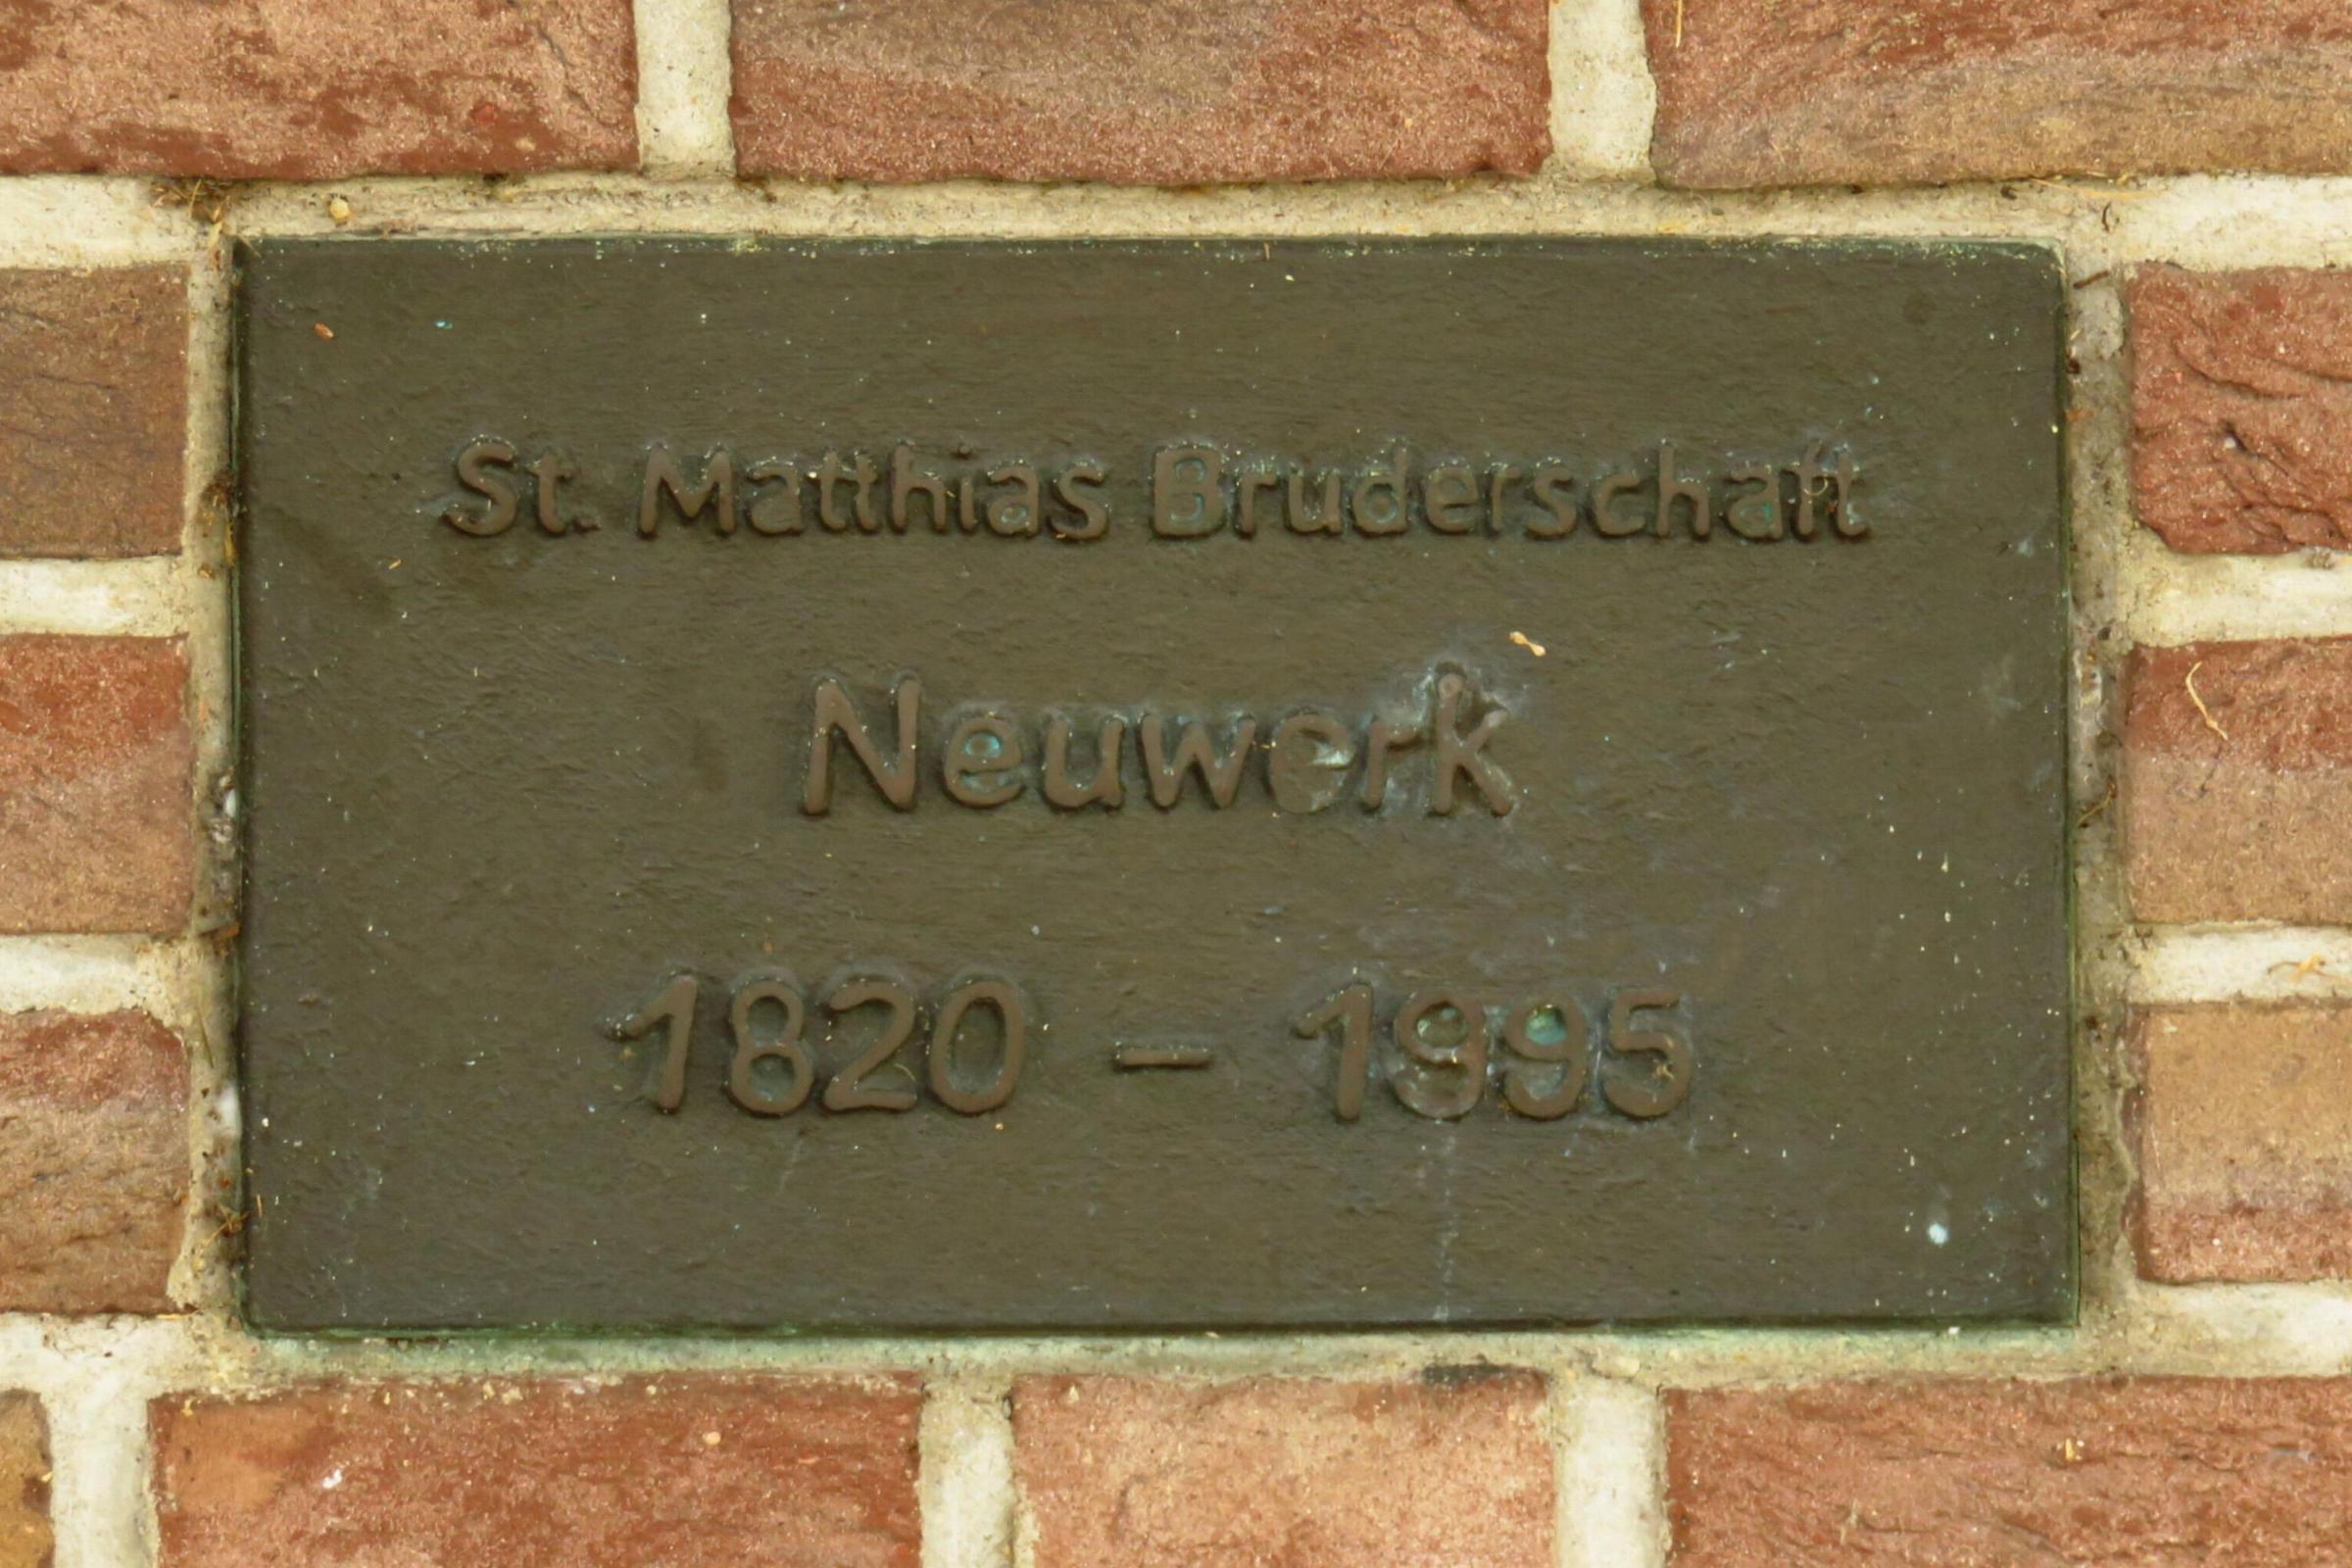 St. Matthias Bruderschaft
Neuwerk
1820 – 1995